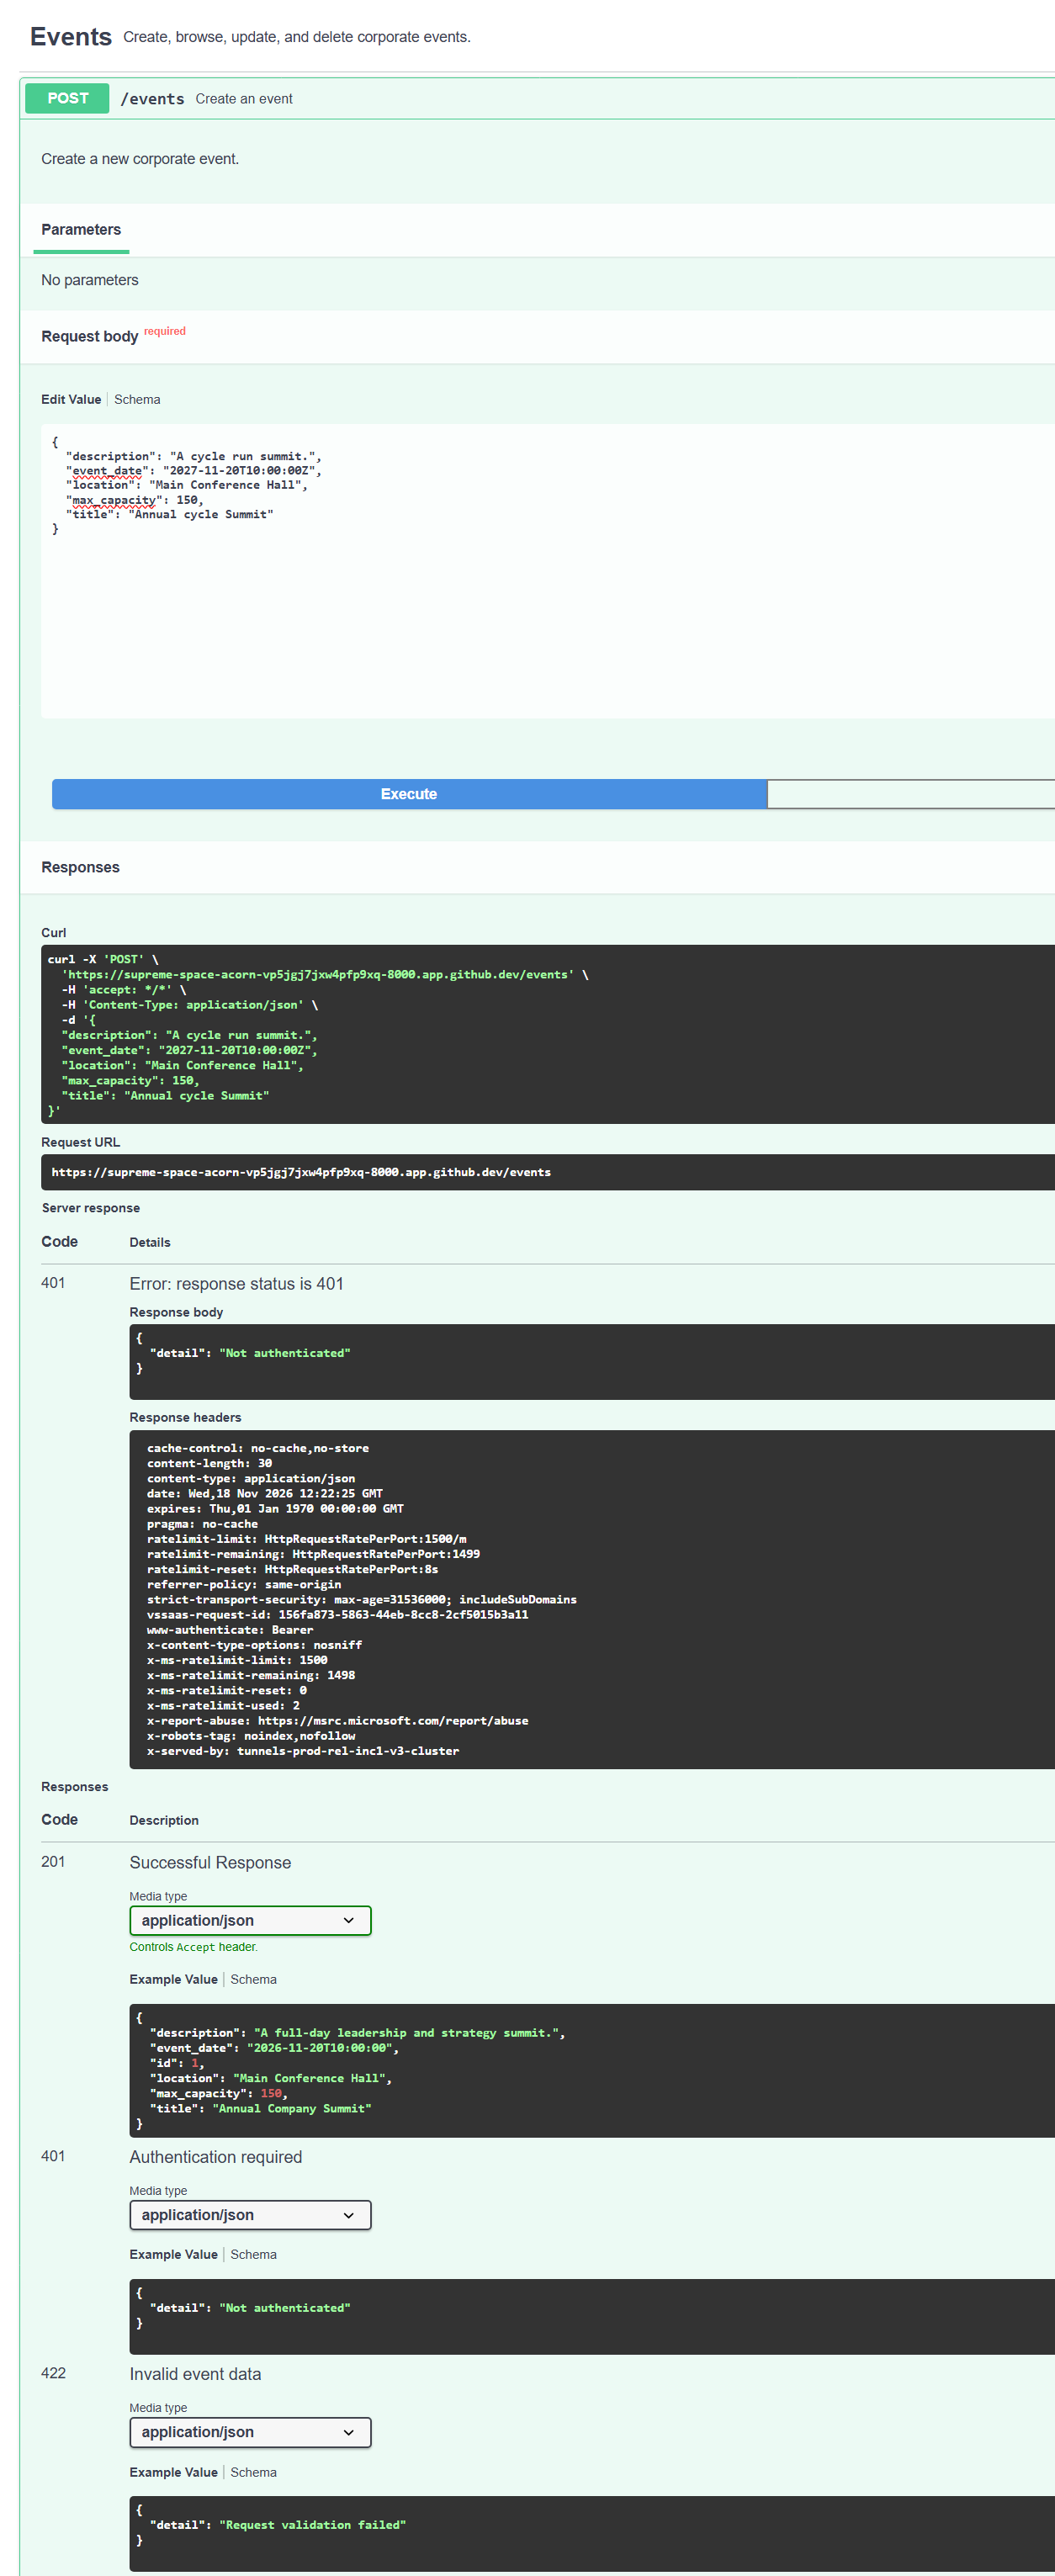 Events Create, browse, update, and delete corporate events.
POST /events Create an event
Create a new corporate event.
Parameters
No parameters
Request body required
Edit Value | Schema
{
  "description": "A cycle run summit.",
  "event_date": "2027-11-20T10:00:00Z",
  "location": "Main Conference Hall",
  "max_capacity": 150,
  "title": "Annual cycle Summit"
}
Execute
Responses
Curl
curl -X 'POST' \
  'https://supreme-space-acorn-vp5jgj7jxw4pfp9xq-8000.app.github.dev/events' \
  -H 'accept: */*' \
  -H 'Content-Type: application/json' \
  -d '{
  "description": "A cycle run summit.",
  "event_date": "2027-11-20T10:00:00Z",
  "location": "Main Conference Hall",
  "max_capacity": 150,
  "title": "Annual cycle Summit"
}'
Request URL
https://supreme-space-acorn-vp5jgj7jxw4pfp9xq-8000.app.github.dev/events
Server response
Code Details
401 Error: response status is 401
Response body
{
  "detail": "Not authenticated"
}
Response headers
cache-control: no-cache,no-store
content-length: 30
content-type: application/json
date: Wed,18 Nov 2026 12:22:25 GMT
expires: Thu,01 Jan 1970 00:00:00 GMT
pragma: no-cache
ratelimit-limit: HttpRequestRatePerPort:1500/m
ratelimit-remaining: HttpRequestRatePerPort:1499
ratelimit-reset: HttpRequestRatePerPort:8s
referrer-policy: same-origin
strict-transport-security: max-age=31536000; includeSubDomains
vssaas-request-id: 156fa873-5863-44eb-8cc8-2cf5015b3a11
www-authenticate: Bearer
x-content-type-options: nosniff
x-ms-ratelimit-limit: 1500
x-ms-ratelimit-remaining: 1498
x-ms-ratelimit-reset: 0
x-ms-ratelimit-used: 2
x-report-abuse: https://msrc.microsoft.com/report/abuse
x-robots-tag: noindex,nofollow
x-served-by: tunnels-prod-rel-inc1-v3-cluster
Responses
Code Description
201 Successful Response
Media type
application/json
Controls Accept header.
Example Value | Schema
{
  "description": "A full-day leadership and strategy summit.",
  "event_date": "2026-11-20T10:00:00",
  "id": 1,
  "location": "Main Conference Hall",
  "max_capacity": 150,
  "title": "Annual Company Summit"
}
401 Authentication required
Media type
application/json
Example Value | Schema
{
  "detail": "Not authenticated"
}
422 Invalid event data
Media type
application/json
Example Value | Schema
{
  "detail": "Request validation failed"
}